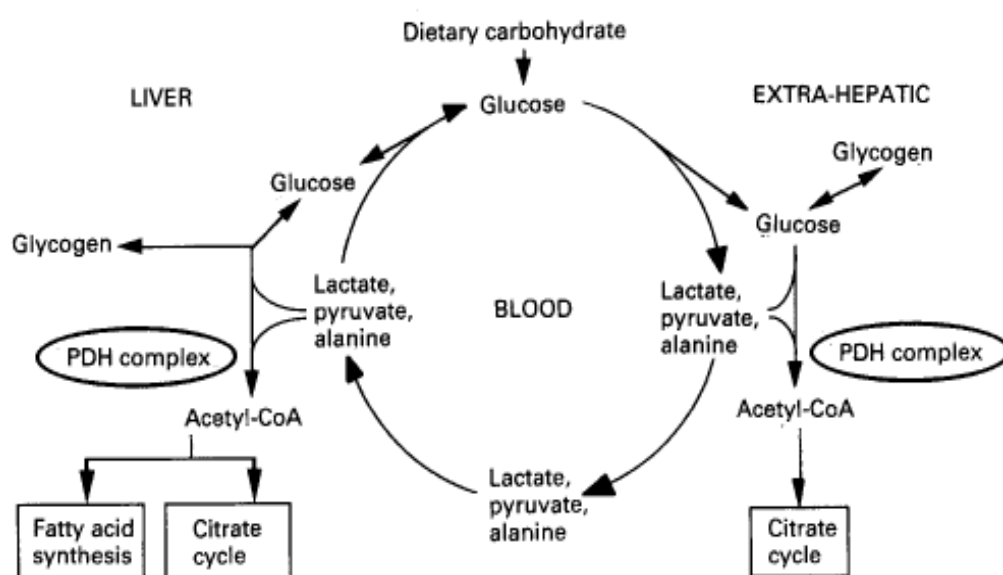 Dietary carbohydrate
LIVER
Glucose
EXTRA-HEPATIC
Glycogen
Glucose
Glucose
Glycogen
Lactate,
pyruvate,
alanine
BLOOD
Lactate,
pyruvate,
alanine
PDH complex
PDH complex
Acetyl-CoA
Acetyl-CoA
Lactate,
pyruvate,
alanine
Fatty acid
synthesis
Citrate
cycle
Citrate
cycle